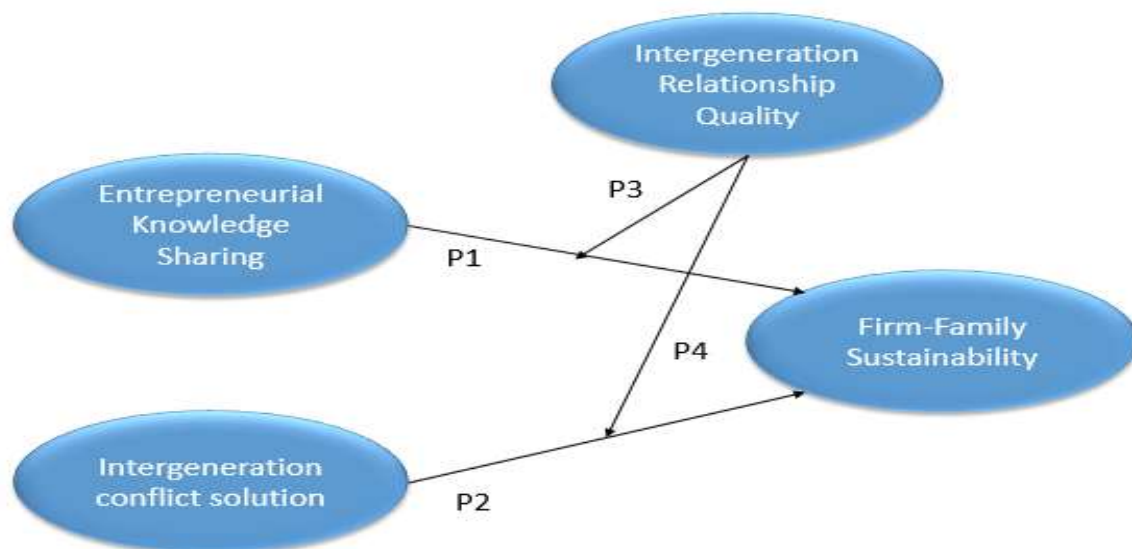 Intergeneration
Relationship
Quality
Entrepreneurial
Knowledge
Sharing
P3
P1
Firm-Family
Sustainability
P4
Intergeneration
conflict solution
P2